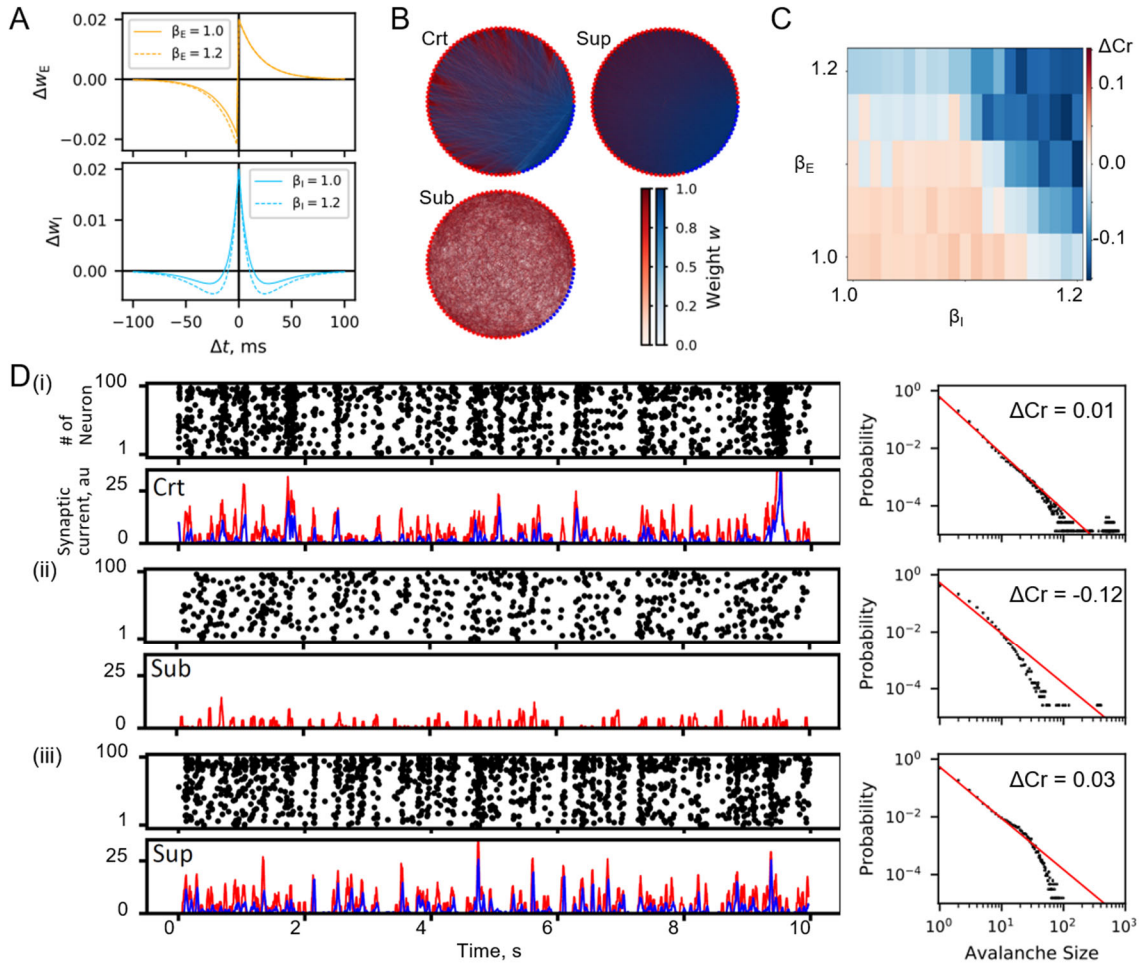 A
0.02
0.00
−0.02
Δw_E
β_E = 1.0
β_E = 1.2
0.02
0.01
0.00
Δw_I
β_I = 1.0
β_I = 1.2
−100 −50 0 50 100
Δt, ms
B
Crt
Sup
Sub
1.0
0.8
0.5
0.2
0.0
Weight w
C
ΔCr
1.2
β_E
1.0
1.0 1.2
β_I
0.1
0.0
-0.1
D
(i)
100
# of
Neuron
1
Synaptic
current, au
25
0
Crt
10^0
10^−2
10^−4
Probability
ΔCr = 0.01
(ii)
100
1
25
0
Sub
10^0
10^−2
10^−4
Probability
ΔCr = -0.12
(iii)
100
1
25
0
Sup
0 2 4 6 8 10
Time, s
10^0
10^−2
10^−4
Probability
ΔCr = 0.03
10^0 10^1 10^2 10^3
Avalanche Size